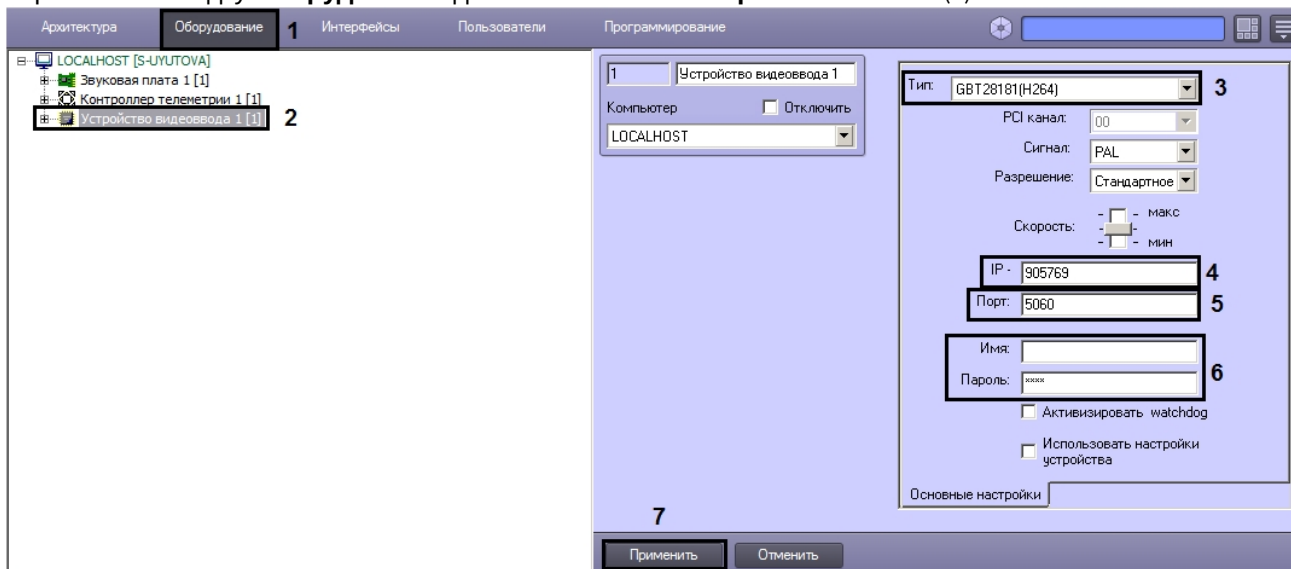 Архитектура Оборудование 1 Интерфейсы Пользователи Программирование
LOCALHOST [S-UYUTOVA]
Звуковая плата 1 [1]
Контроллер телеметрии 1 [1]
Устройство видеоввода 1 [1] 2
1 Устройство видеоввода 1
Компьютер Отключить
LOCALHOST
Тип: GBT28181(H264) 3
PCI канал: 00
Сигнал: PAL
Разрешение: Стандартное
- - макс
Скорость: - -
- - мин
IP - 905769 4
Порт: 5060 5
Имя:
Пароль: xxxx 6
Активизировать watchdog
Использовать настройки
устройства
Основные настройки
7
Применить Отменить